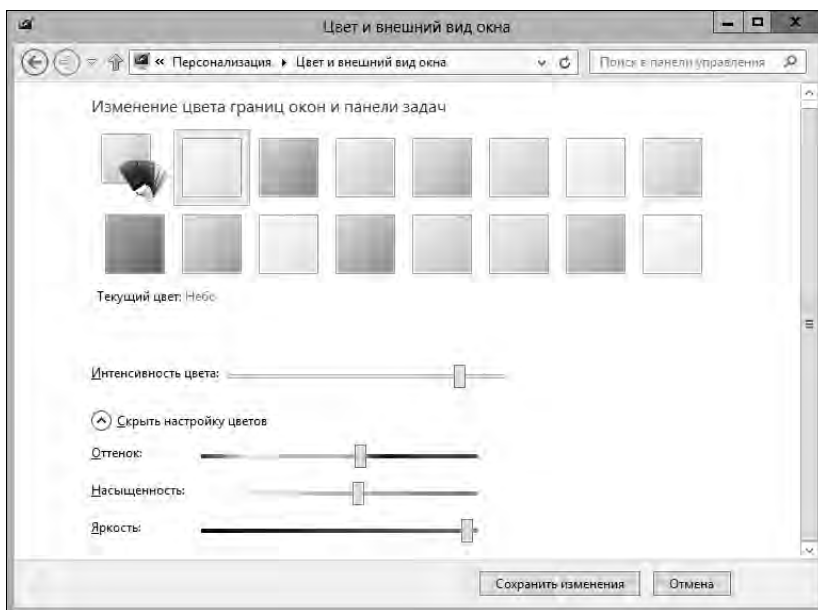 Цвет и внешний вид окна
« Персонализация ▸ Цвет и внешний вид окна
Поиск в панели управления
Изменение цвета границ окон и панели задач
Текущий цвет: Небо
Интенсивность цвета:
Скрыть настройку цветов
Оттенок:
Насыщенность:
Яркость:
Сохранить изменения
Отмена